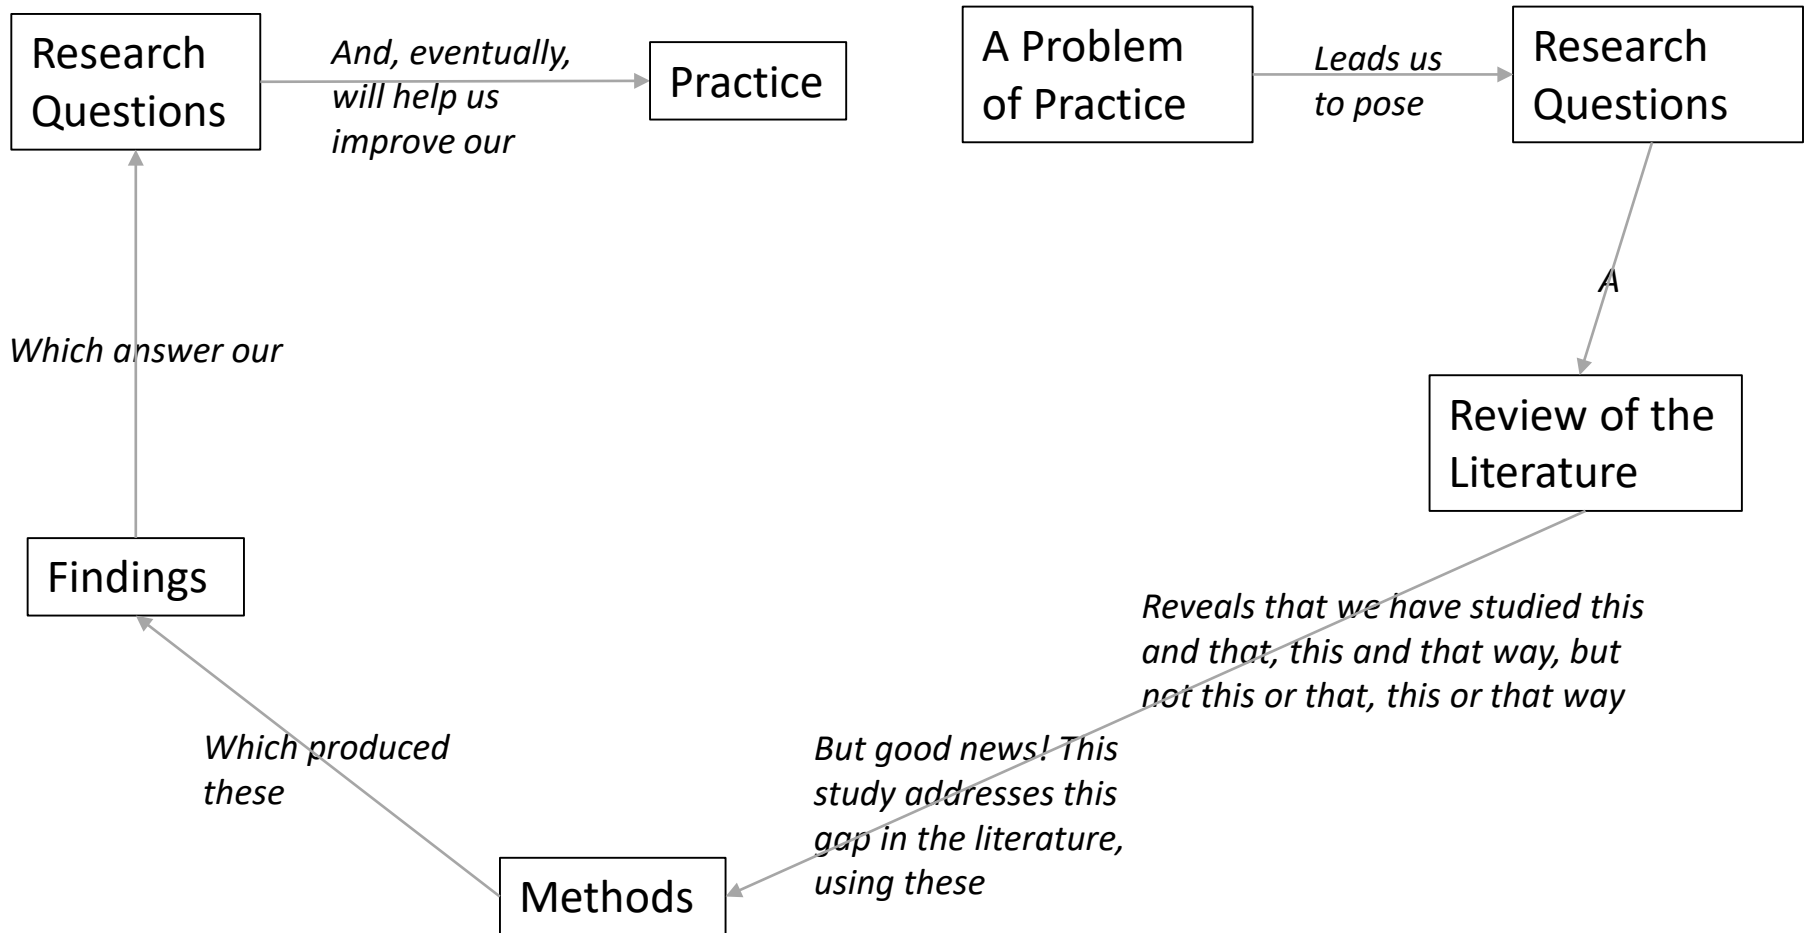 A Problem
of Practice
Leads us
to pose
Research
Questions
A
Review of the
Literature
Reveals that we have studied this
and that, this and that way, but
not this or that, this or that way
But good news! This
study addresses this
gap in the literature,
using these
Methods
Which produced
these
Findings
Which answer our
Research
Questions
And, eventually,
will help us
improve our
Practice